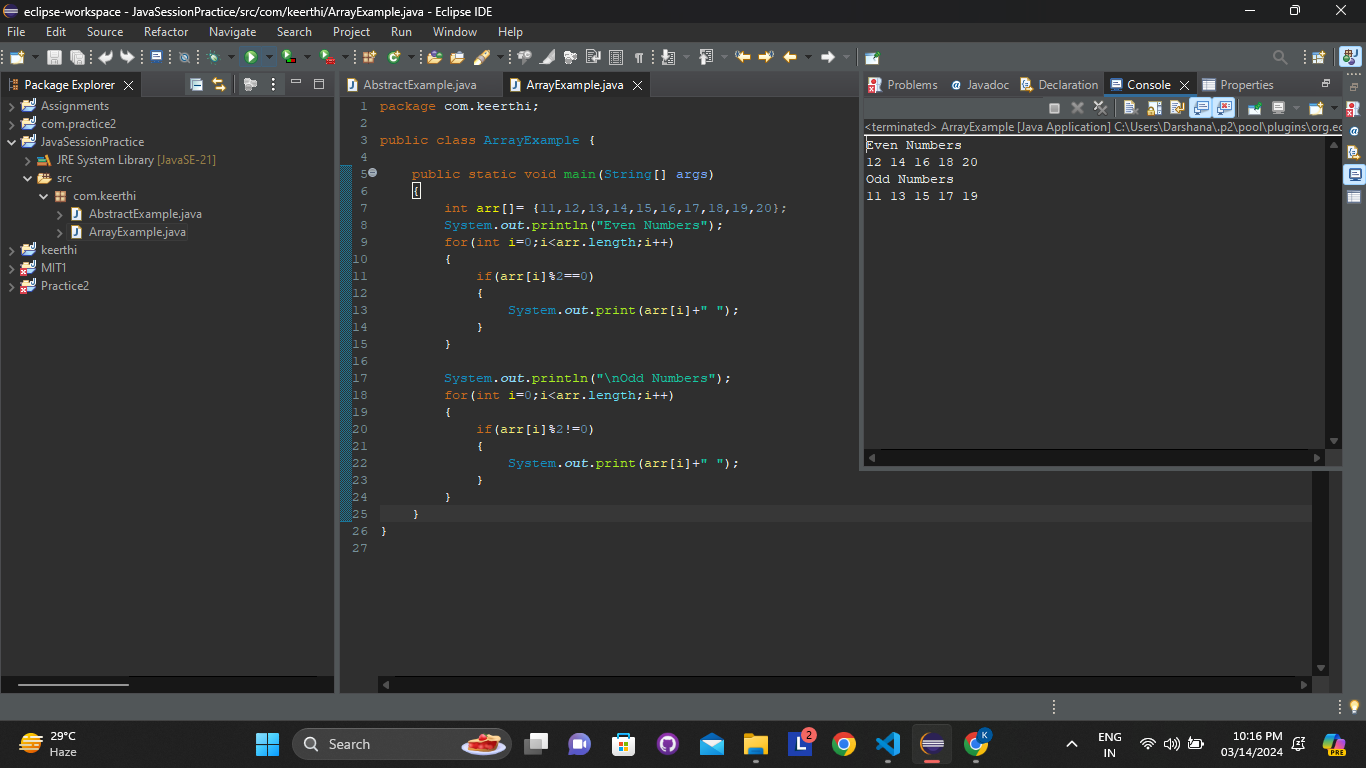 eclipse-workspace - JavaSessionPractice/src/com/keerthi/ArrayExample.java - Eclipse IDE
File Edit Source Refactor Navigate Search Project Run Window Help
Package Explorer
Assignments
com.practice2
JavaSessionPractice
JRE System Library [JavaSE-21]
src
com.keerthi
AbstractExample.java
ArrayExample.java
keerthi
MIT1
Practice2
AbstractExample.java ArrayExample.java
1 package com.keerthi;
2
3 public class ArrayExample {
4
5 public static void main(String[] args)
6 {
7 int arr[]= {11,12,13,14,15,16,17,18,19,20};
8 System.out.println("Even Numbers");
9 for(int i=0;i<arr.length;i++)
10 {
11 if(arr[i]%2==0)
12 {
13 System.out.print(arr[i]+" ");
14 }
15 }
16
17 System.out.println("\nOdd Numbers");
18 for(int i=0;i<arr.length;i++)
19 {
20 if(arr[i]%2!=0)
21 {
22 System.out.print(arr[i]+" ");
23 }
24 }
25 }
26 }
27
Problems Javadoc Declaration Console Properties
<terminated> ArrayExample [Java Application] C:\Users\Darshana\.p2\pool\plugins\org.ec
Even Numbers
12 14 16 18 20
Odd Numbers
11 13 15 17 19
29°C
Haze
Search
2
K
ENG
IN
10:16 PM
03/14/2024
PRE